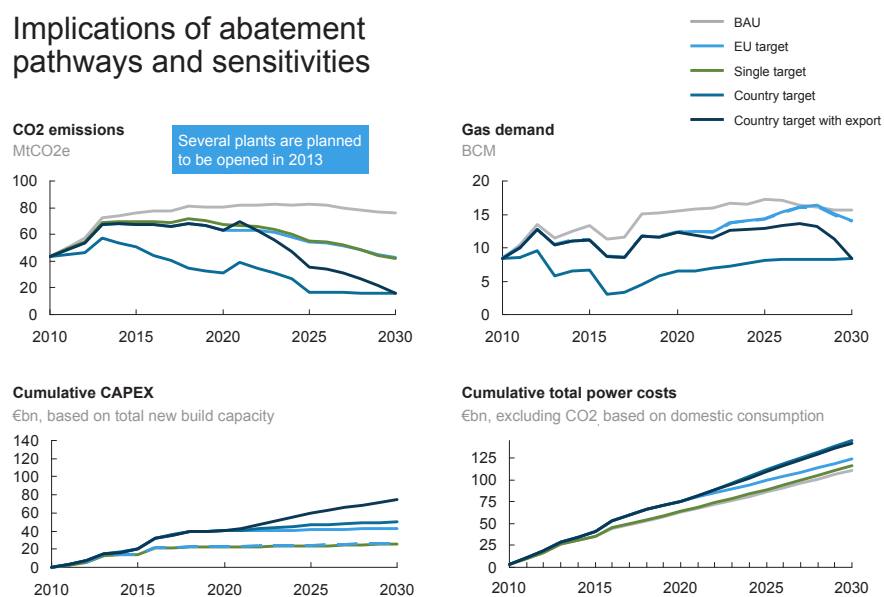 Implications of abatement
pathways and sensitivities
BAU
EU target
Single target
Country target
Country target with export
CO2 emissions
MtCO2e
Several plants are planned
to be opened in 2013
100
80
60
40
20
0
2010 2015 2020 2025 2030
Gas demand
BCM
20
15
10
5
0
2010 2015 2020 2025 2030
Cumulative CAPEX
€bn, based on total new build capacity
140
120
100
80
60
40
20
0
2010 2015 2020 2025 2030
Cumulative total power costs
€bn, excluding CO2, based on domestic consumption
125
100
75
50
25
0
2010 2015 2020 2025 2030